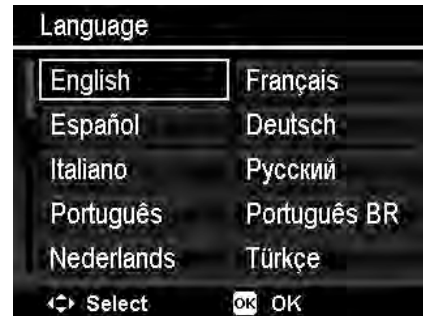 Language
English Français
Español Deutsch
Italiano Русский
Português Português BR
Nederlands Türkçe
Select OK OK